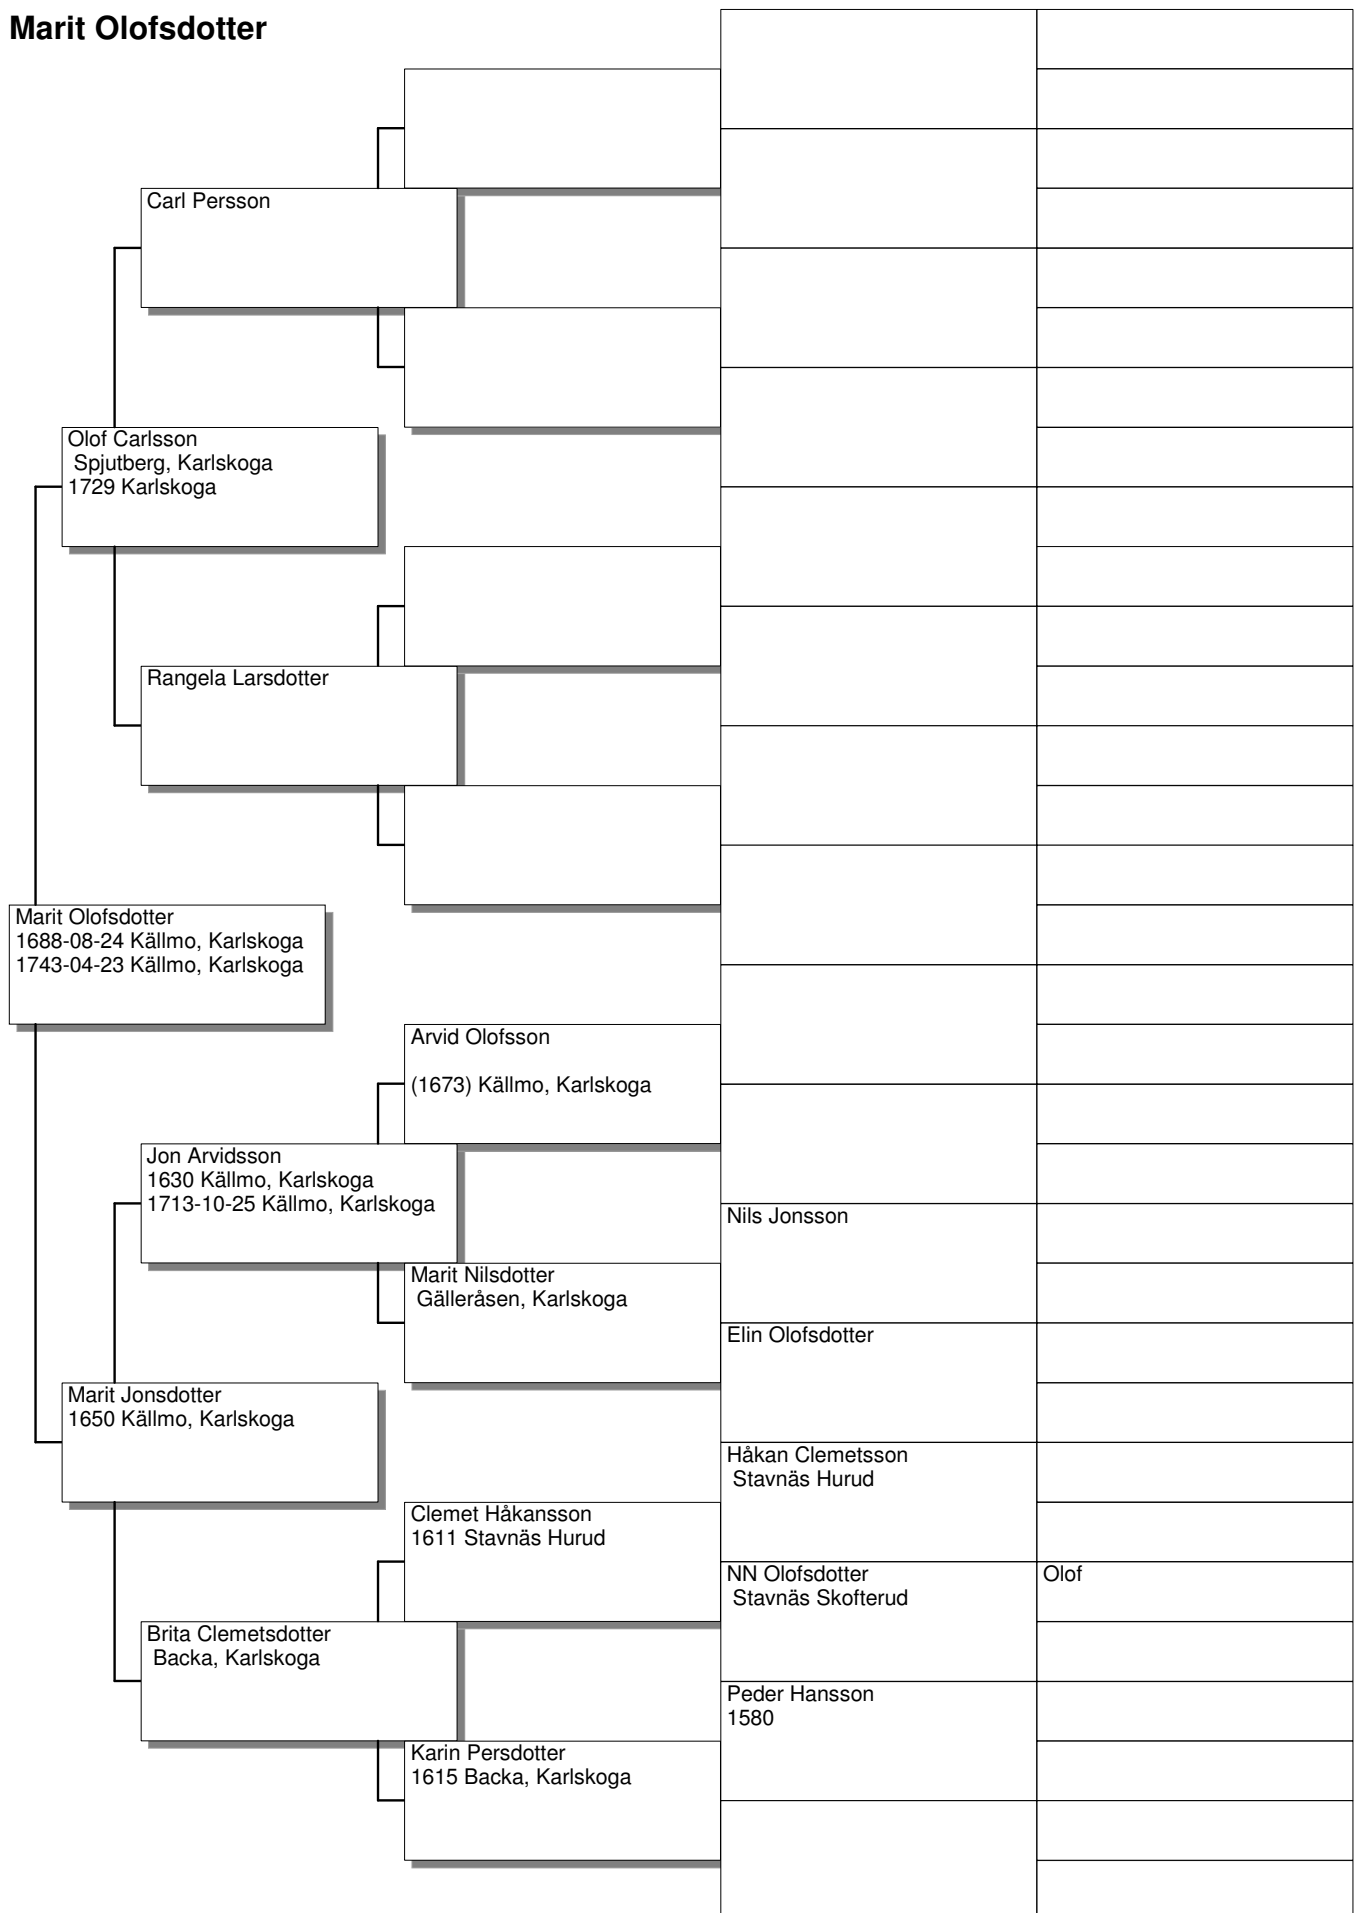 Marit Olofsdotter
Carl Persson
Olof Carlsson
Spjutberg, Karlskoga
1729 Karlskoga
Rangela Larsdotter
Marit Olofsdotter
1688-08-24 Källmo, Karlskoga
1743-04-23 Källmo, Karlskoga
Arvid Olofsson
(1673) Källmo, Karlskoga
Jon Arvidsson
1630 Källmo, Karlskoga
1713-10-25 Källmo, Karlskoga
Nils Jonsson
Marit Nilsdotter
Gälleråsen, Karlskoga
Elin Olofsdotter
Marit Jonsdotter
1650 Källmo, Karlskoga
Håkan Clemetsson
Stavnäs Hurud
Clemet Håkansson
1611 Stavnäs Hurud
NN Olofsdotter
Stavnäs Skofterud
Olof
Brita Clemetsdotter
Backa, Karlskoga
Peder Hansson
1580
Karin Persdotter
1615 Backa, Karlskoga